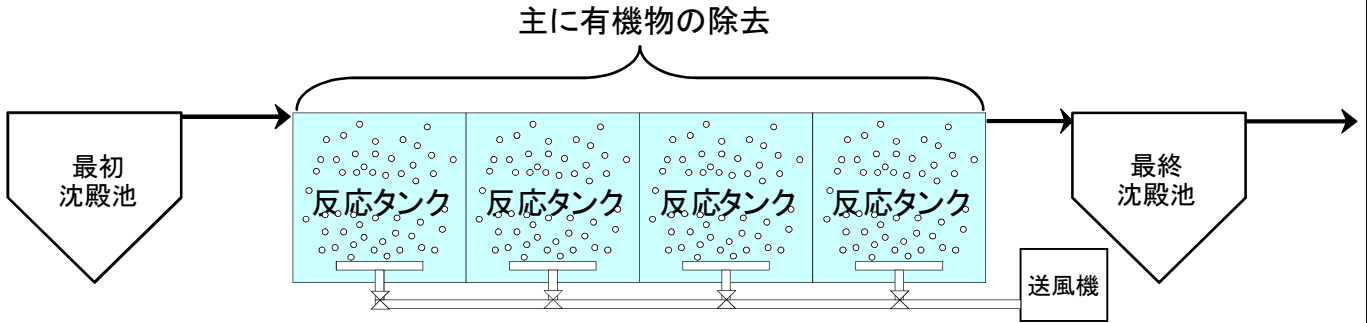 主に有機物の除去
最初
沈殿池
反応タンク
反応タンク
反応タンク
反応タンク
最終
沈殿池
送風機